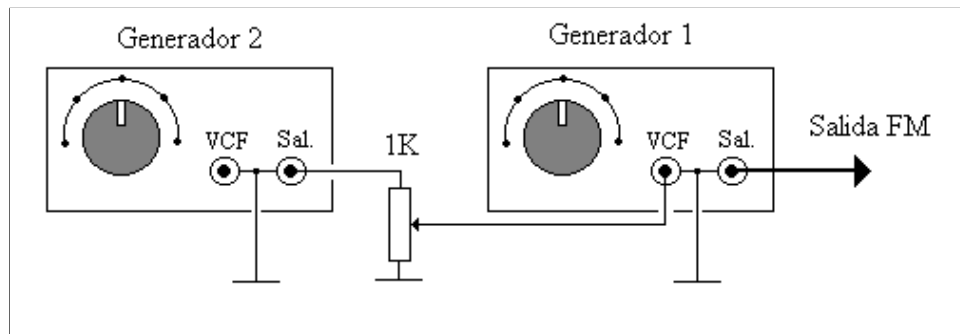 Generador 2
Generador 1
VCF
Sal.
1K
VCF
Sal.
Salida FM